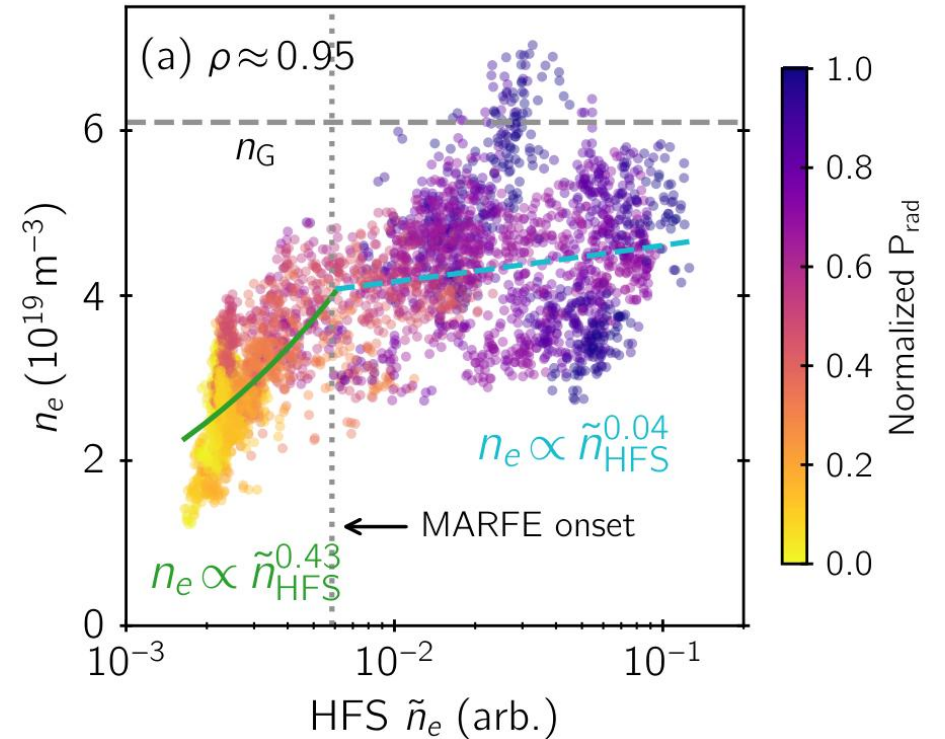 (a) ρ ≈ 0.95
n_G
n_e ∝ ñ_HFS^0.04
MARFE onset
n_e ∝ ñ_HFS^0.43
6
4
2
0
n_e (10^19 m^−3)
10^−3
10^−2
10^−1
HFS ñ_e (arb.)
1.0
0.8
0.6
0.4
0.2
0.0
Normalized P_rad